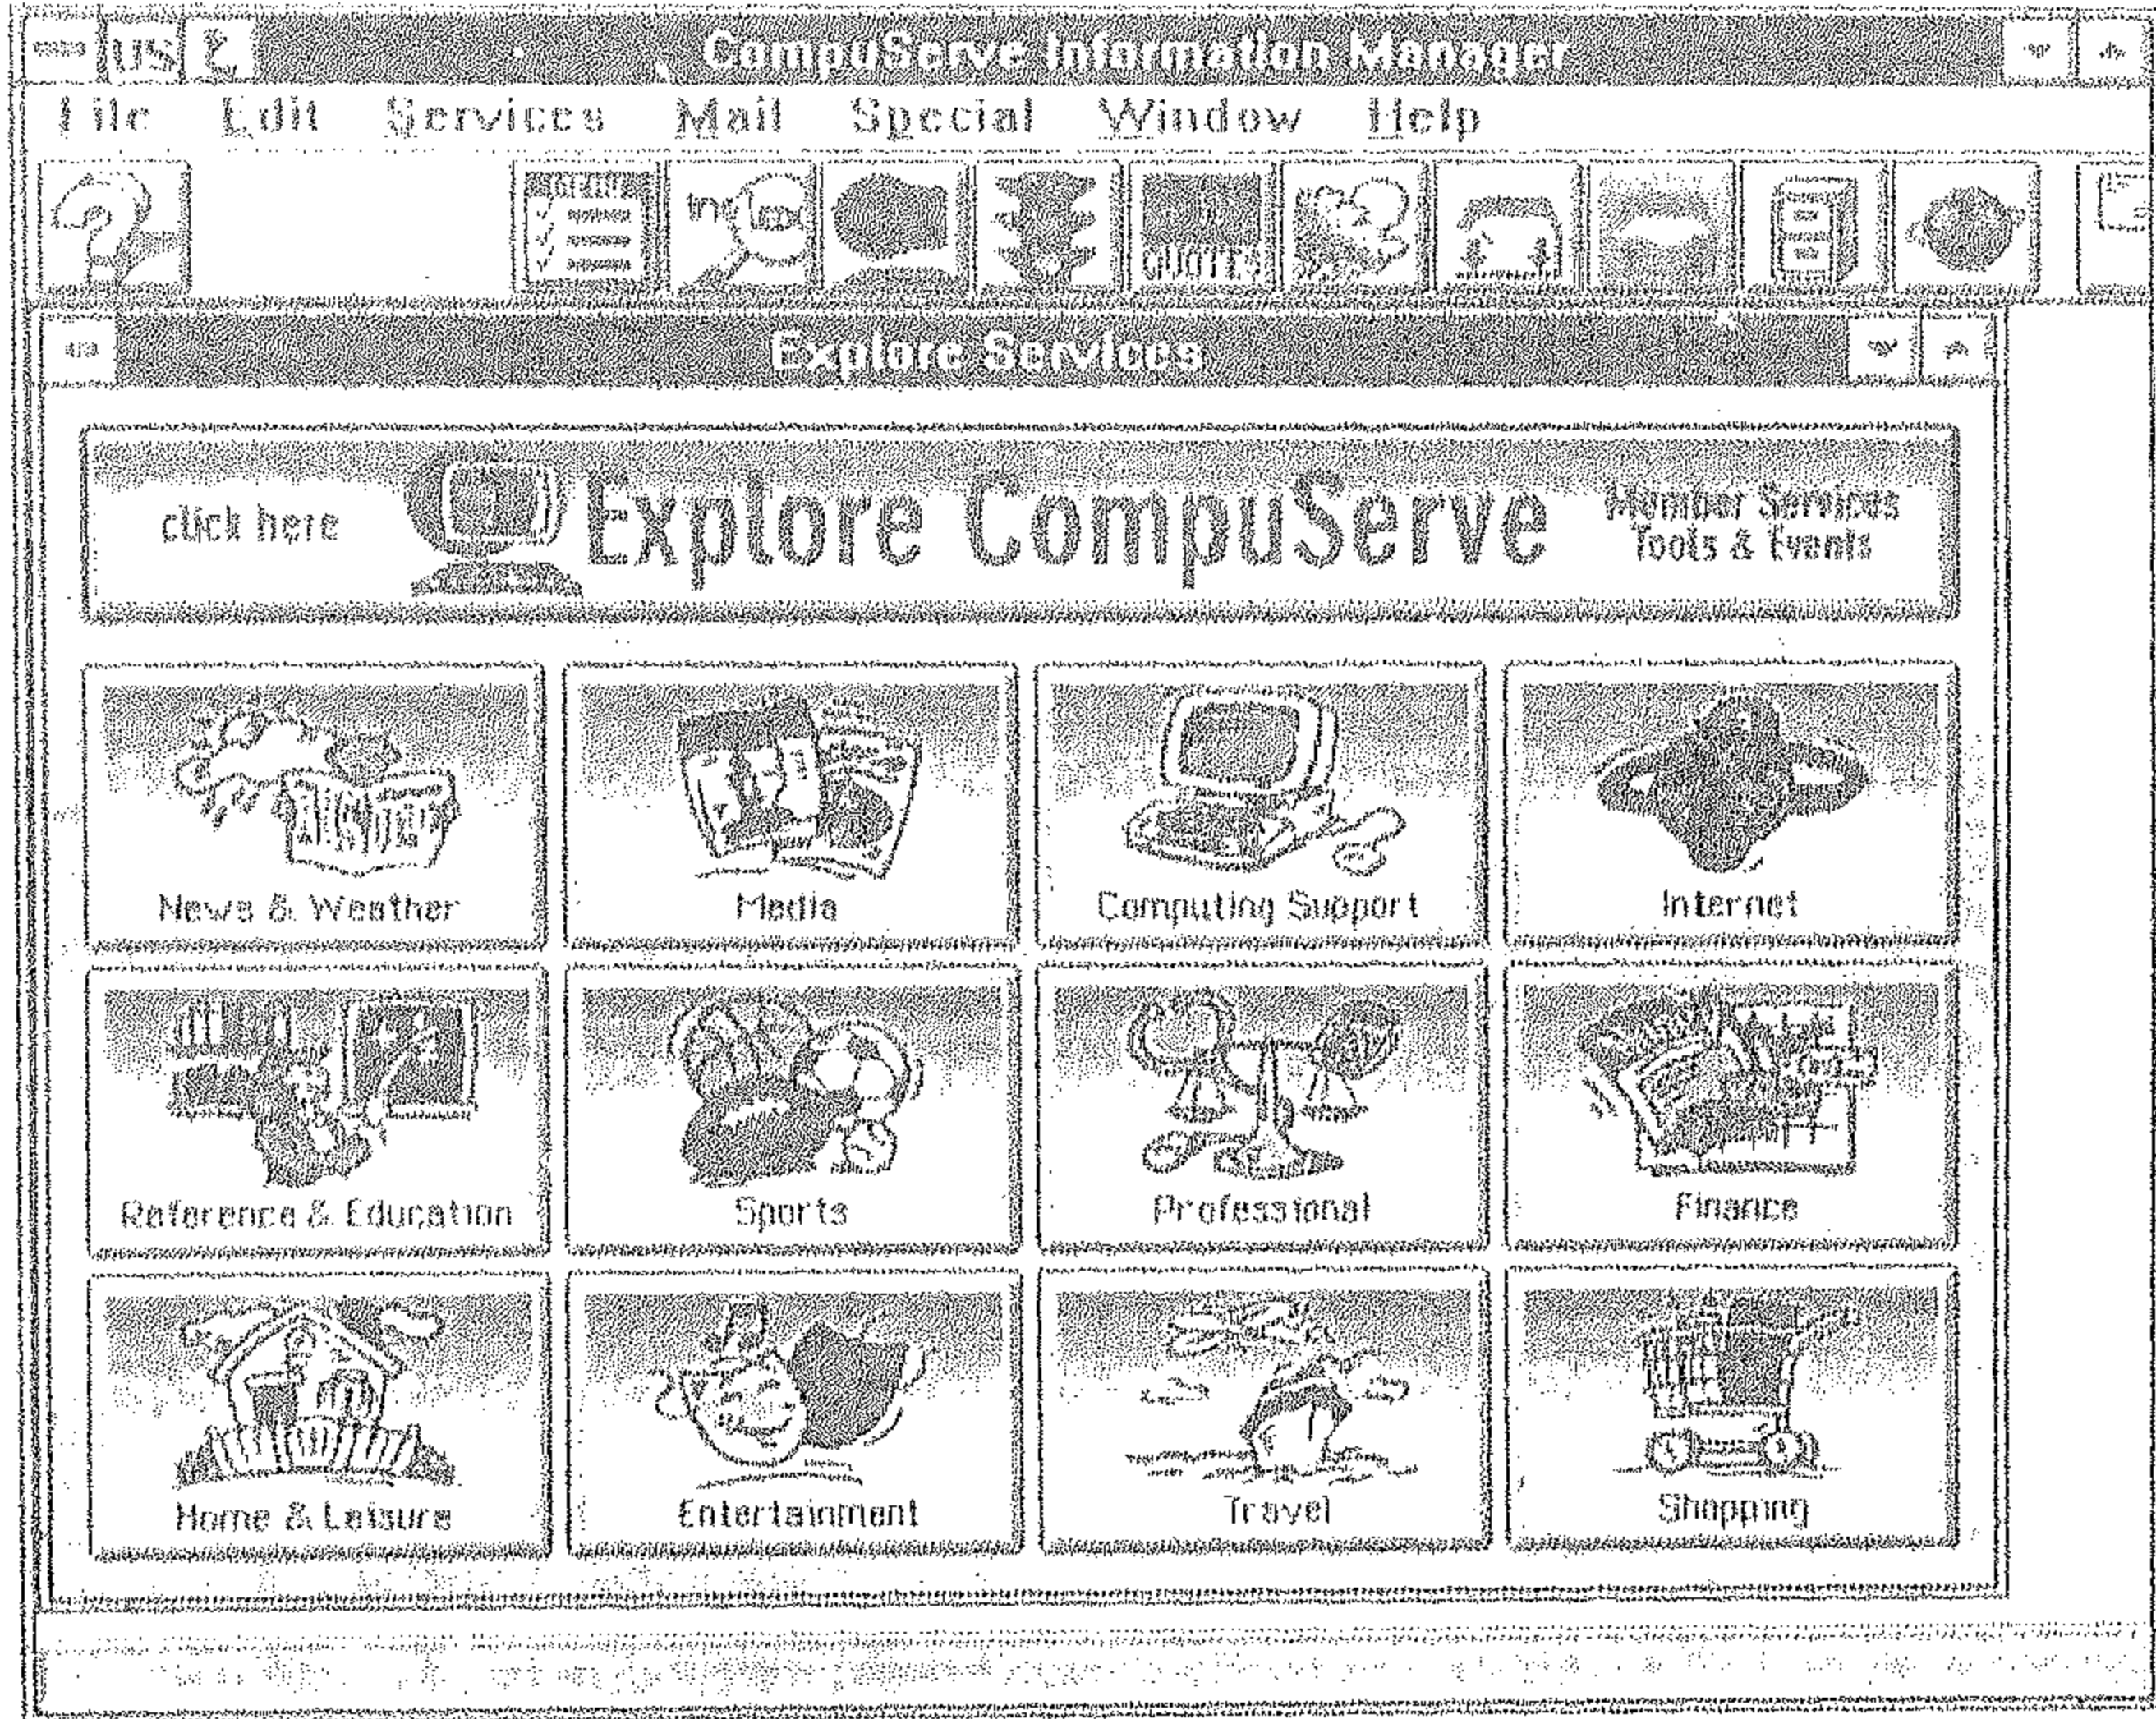 US
CompuServe Information Manager
File Edit Services Mail Special Window Help
QUOTES
Explore Services
click here
Explore CompuServe
Member Services
Tools & Events
News & Weather
Media
Computing Support
Internet
Reference & Education
Sports
Professional
Finance
Home & Leisure
Entertainment
Travel
Shopping